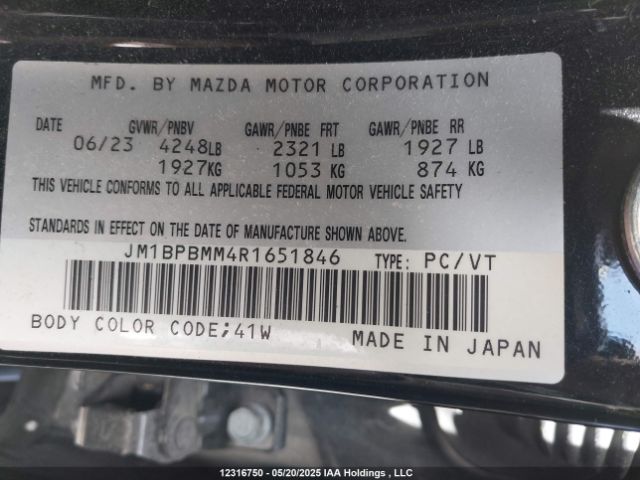 MFD. BY MAZDA MOTOR CORPORATION
DATE GVWR/PNBV GAWR/PNBE FRT GAWR/PNBE RR
06/23 4248LB 2321 LB 1927 LB
1927KG 1053 KG 874 KG
THIS VEHICLE CONFORMS TO ALL APPLICABLE FEDERAL MOTOR VEHICLE SAFETY
STANDARDS IN EFFECT ON THE DATE OF MANUFACTURE SHOWN ABOVE.
JM1BPBMM4R1651846 TYPE: PC/VT
BODY COLOR CODE;41W MADE IN JAPAN
12316750 - 05/20/2025 IAA Holdings , LLC